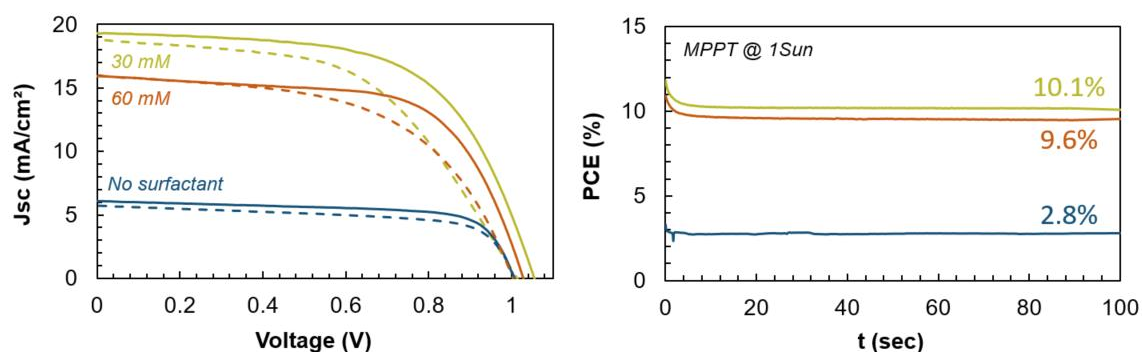 20
15
10
5
0
Jsc (mA/cm²)
30 mM
60 mM
No surfactant
0 0.2 0.4 0.6 0.8 1
Voltage (V)
15
10
5
0
PCE (%)
MPPT @ 1Sun
10.1%
9.6%
2.8%
0 20 40 60 80 100
t (sec)